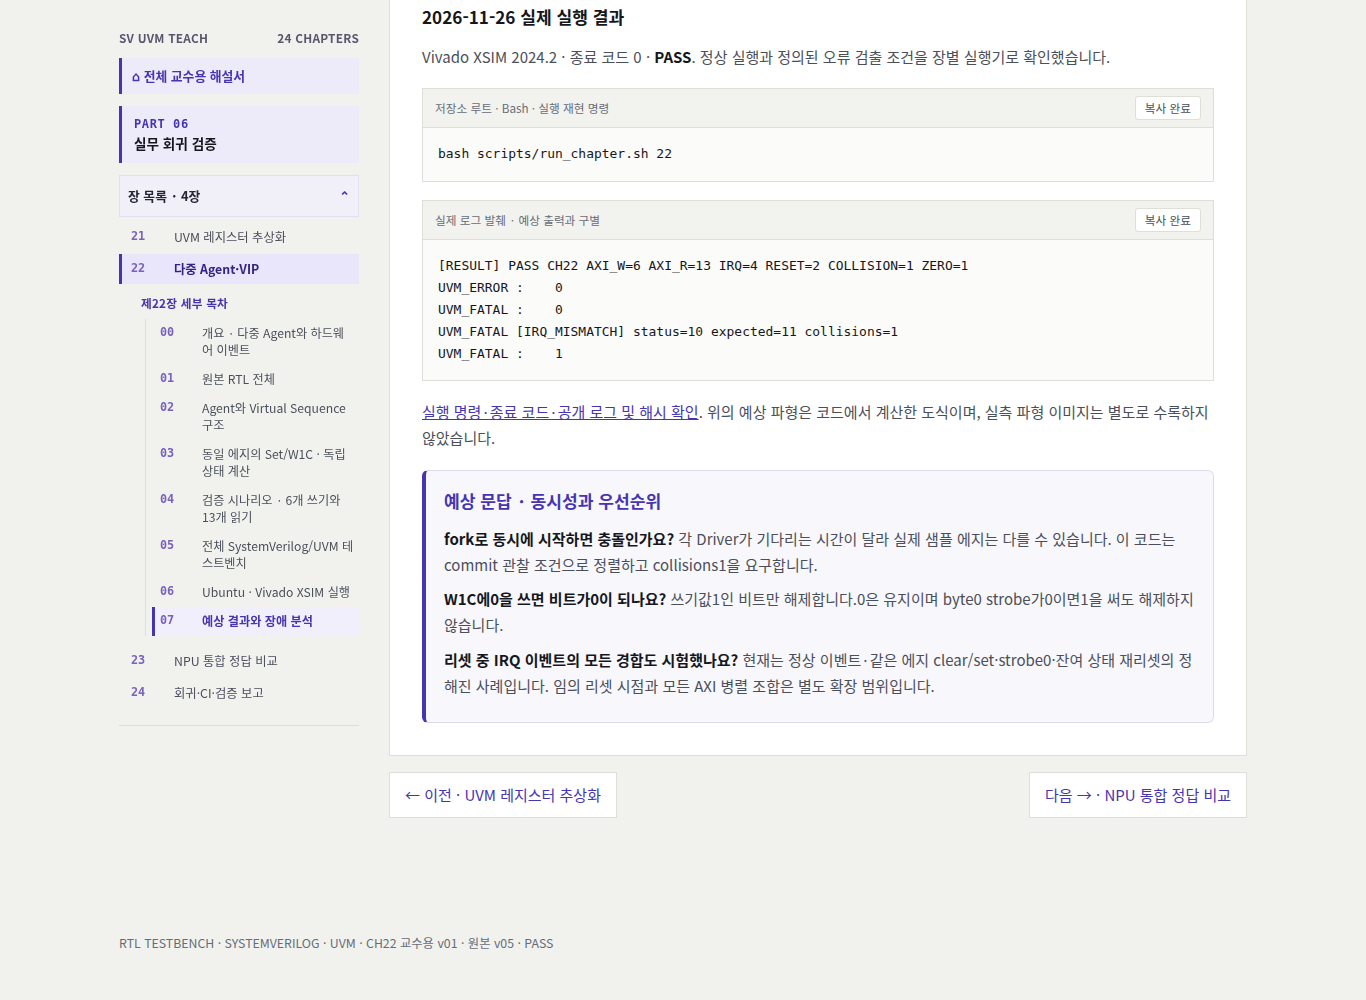 SV UVM TEACH
24 CHAPTERS
⌂ 전체 교수용 해설서
PART 06
실무 회귀 검증
장 목록 · 4장
21 UVM 레지스터 추상화
22 다중 Agent·VIP
제22장 세부 목차
00 개요 · 다중 Agent와 하드웨
어 이벤트
01 원본 RTL 전체
02 Agent와 Virtual Sequence
구조
03 동일 에지의 Set/W1C · 독립
상태 계산
04 검증 시나리오 · 6개 쓰기와
13개 읽기
05 전체 SystemVerilog/UVM 테
스트벤치
06 Ubuntu · Vivado XSIM 실행
07 예상 결과와 장애 분석
23 NPU 통합 정답 비교
24 회귀·CI·검증 보고
2026-11-26 실제 실행 결과
Vivado XSIM 2024.2 · 종료 코드 0 · PASS. 정상 실행과 정의된 오류 검출 조건을 장별 실행기로 확인했습니다.
저장소 루트 · Bash · 실행 재현 명령
복사 완료
bash scripts/run_chapter.sh 22
실제 로그 발췌 · 예상 출력과 구별
복사 완료
[RESULT] PASS CH22 AXI_W=6 AXI_R=13 IRQ=4 RESET=2 COLLISION=1 ZERO=1
UVM_ERROR :    0
UVM_FATAL :    0
UVM_FATAL [IRQ_MISMATCH] status=10 expected=11 collisions=1
UVM_FATAL :    1
실행 명령·종료 코드·공개 로그 및 해시 확인. 위의 예상 파형은 코드에서 계산한 도식이며, 실측 파형 이미지는 별도로 수록하지
않았습니다.
예상 문답 · 동시성과 우선순위
fork로 동시에 시작하면 충돌인가요? 각 Driver가 기다리는 시간이 달라 실제 샘플 에지는 다를 수 있습니다. 이 코드는
commit 관찰 조건으로 정렬하고 collisions1을 요구합니다.
W1C에0을 쓰면 비트가0이 되나요? 쓰기값1인 비트만 해제합니다.0은 유지이며 byte0 strobe가0이면1을 써도 해제하지
않습니다.
리셋 중 IRQ 이벤트의 모든 경합도 시험했나요? 현재는 정상 이벤트·같은 에지 clear/set·strobe0·잔여 상태 재리셋의 정
해진 사례입니다. 임의 리셋 시점과 모든 AXI 병렬 조합은 별도 확장 범위입니다.
← 이전 · UVM 레지스터 추상화
다음 → · NPU 통합 정답 비교
RTL TESTBENCH · SYSTEMVERILOG · UVM · CH22 교수용 v01 · 원본 v05 · PASS